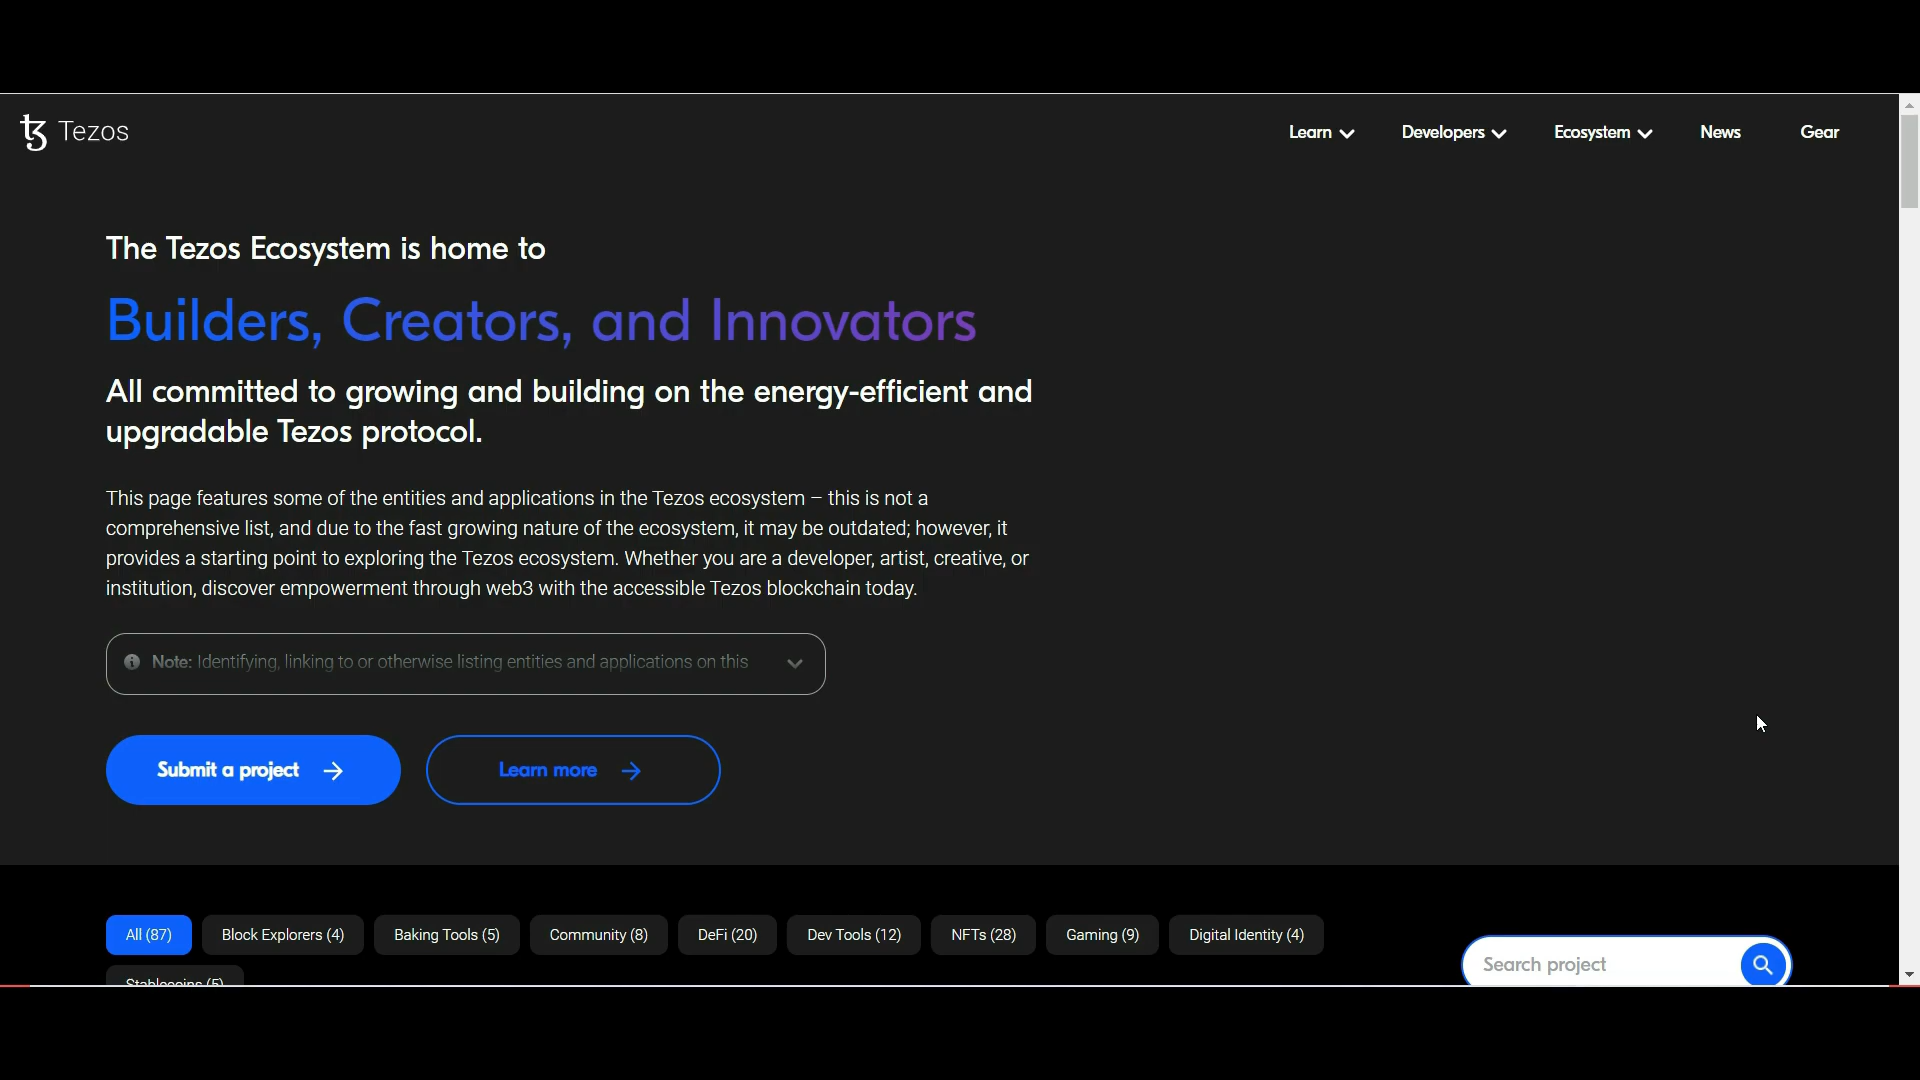 Tezos
Learn
Developers
Ecosystem
News
Gear
The Tezos Ecosystem is home to
Builders, Creators, and Innovators
All committed to growing and building on the energy-efficient and
upgradable Tezos protocol.
This page features some of the entities and applications in the Tezos ecosystem – this is not a
comprehensive list, and due to the fast growing nature of the ecosystem, it may be outdated; however, it
provides a starting point to exploring the Tezos ecosystem. Whether you are a developer, artist, creative, or
institution, discover empowerment through web3 with the accessible Tezos blockchain today.
Note: Identifying, linking to or otherwise listing entities and applications on this
Submit a project
Learn more
All (87)
Block Explorers (4)
Baking Tools (5)
Community (8)
DeFi (20)
Dev Tools (12)
NFTs (28)
Gaming (9)
Digital Identity (4)
Stablecoins (5)
Search project